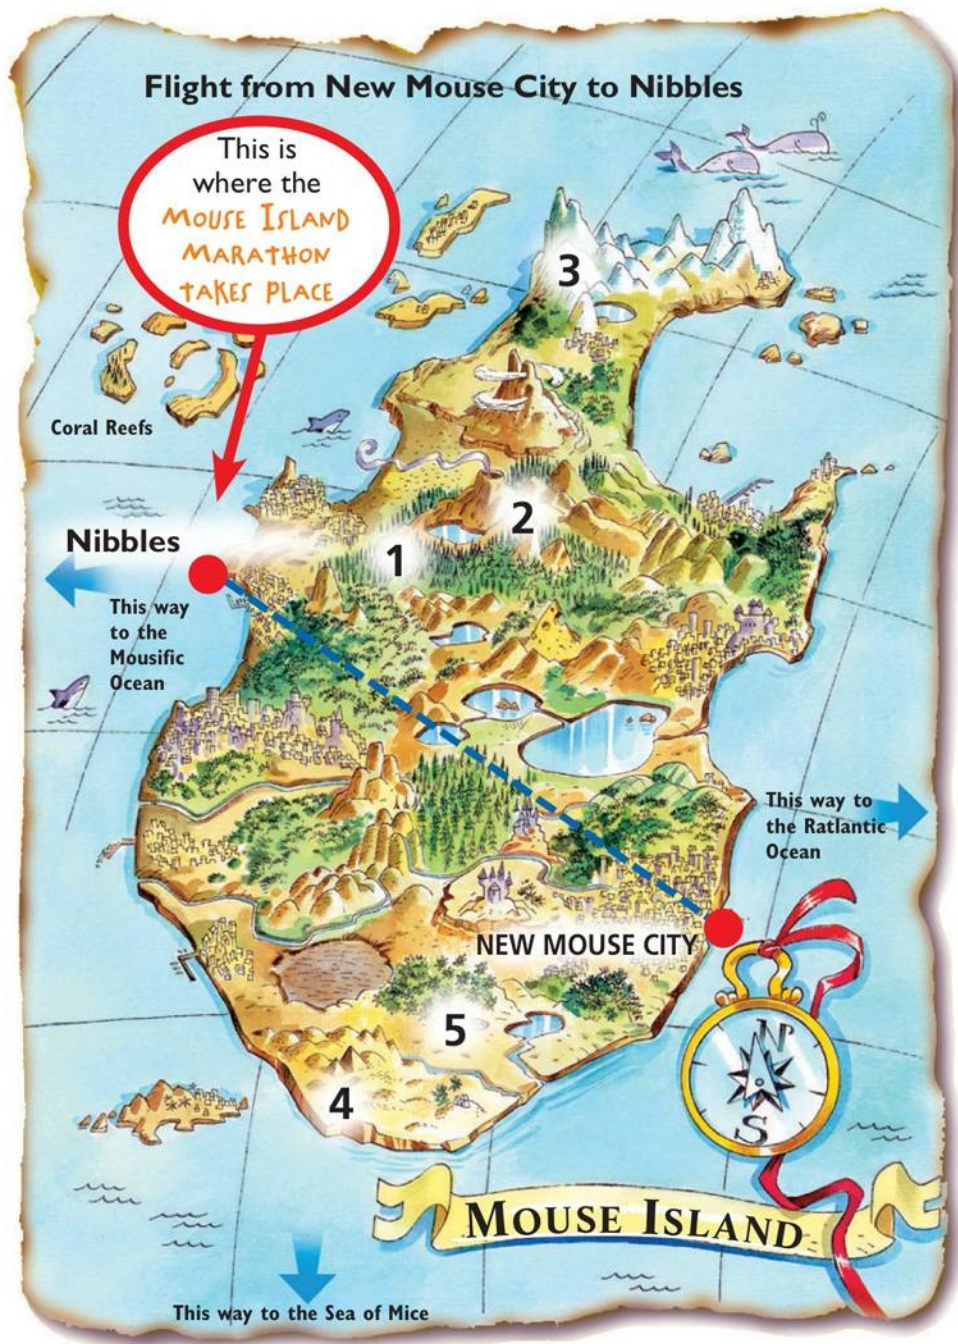 Flight from New Mouse City to Nibbles
This is
where the
MOUSE ISLAND
MARATHON
TAKES PLACE
3
Coral Reefs
2
Nibbles
1
This way
to the
Mousific
Ocean
This way to
the Ratlantic
Ocean
NEW MOUSE CITY
5
N
4
S
MOUSE ISLAND
This way to the Sea of Mice